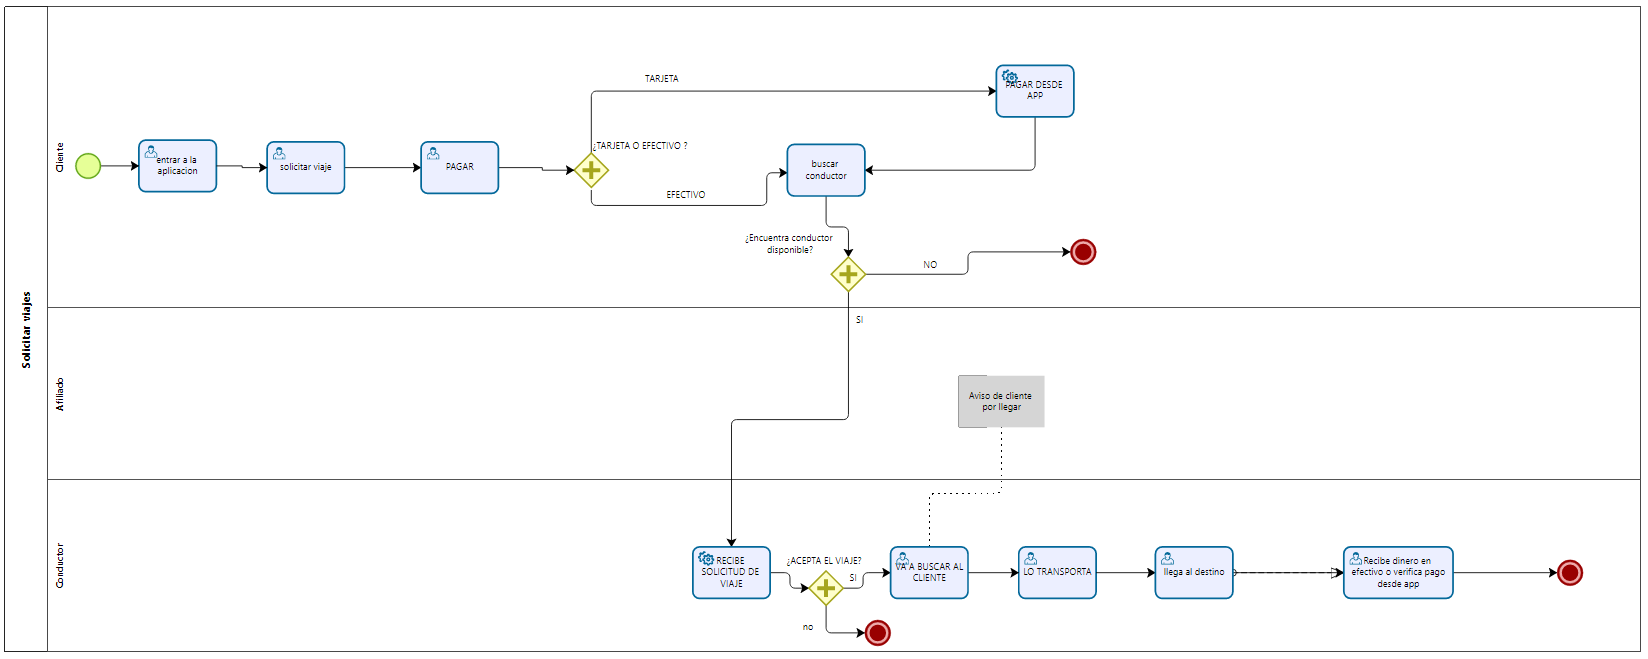 Solicitar viajes
Cliente
entrar a la
aplicacion
solicitar viaje
PAGAR
¿TARJETA O EFECTIVO ?
TARJETA
PAGAR DESDE
APP
EFECTIVO
buscar
conductor
¿Encuentra conductor
disponible?
NO
SI
Afiliado
Aviso de cliente
por llegar
Conductor
RECIBE
SOLICITUD DE
VIAJE
¿ACEPTA EL VIAJE?
SI
no
VA A BUSCAR AL
CLIENTE
LO TRANSPORTA
llega al destino
Recibe dinero en
efectivo o verifica pago
desde app